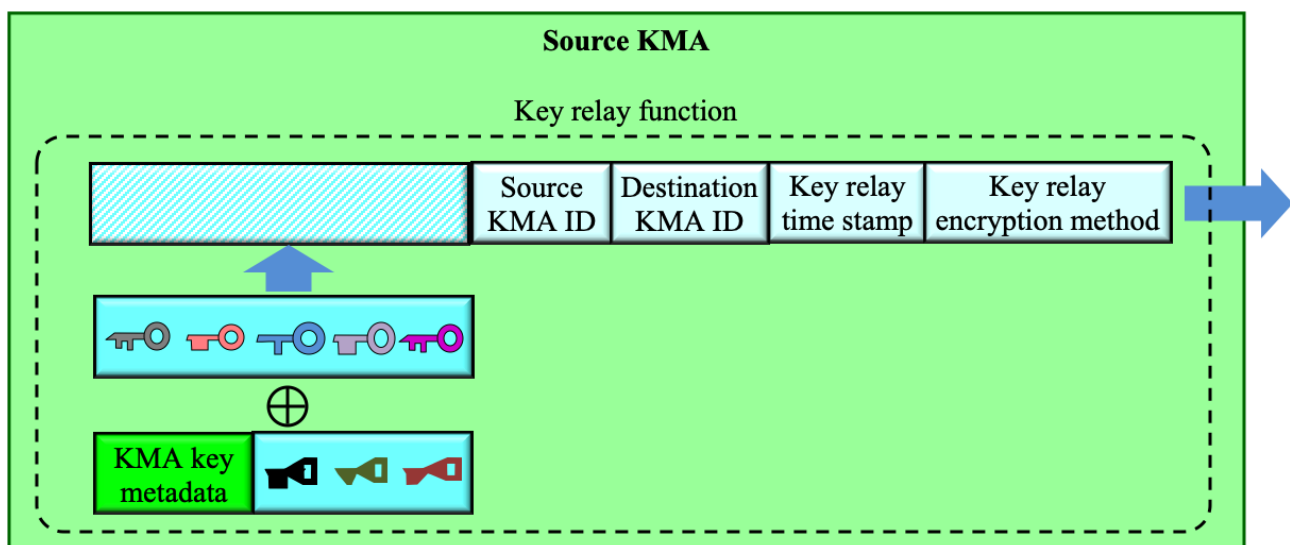 Source KMA
Key relay function
Source
KMA ID
Destination
KMA ID
Key relay
time stamp
Key relay
encryption method
KMA key
metadata